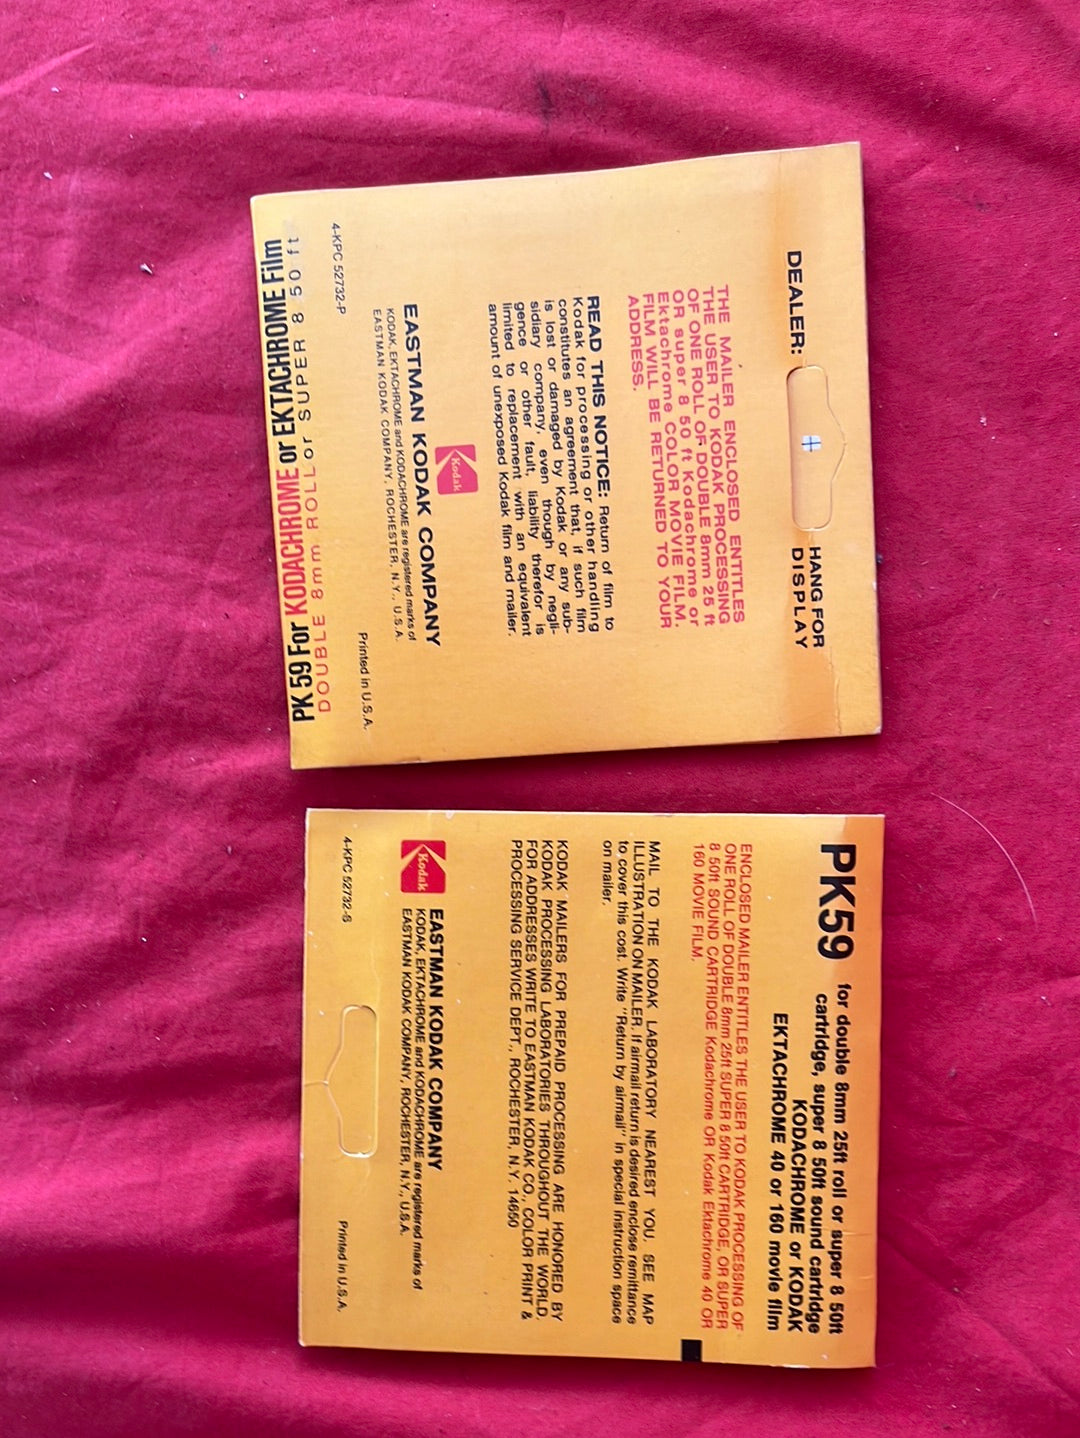 DEALER:
HANG FOR
DISPLAY
THE MAILER ENCLOSED ENTITLES
THE USER TO KODAK PROCESSING
OF ONE ROLL OF DOUBLE 8mm 25 ft
OR super 8 50 ft Kodachrome or
Ektachrome COLOR MOVIE FILM.
FILM WILL BE RETURNED TO YOUR
ADDRESS.
READ THIS NOTICE: Return of film to
Kodak for processing or other handling
constitutes an agreement that, if such film
is lost or damaged by Kodak or any sub-
sidiary company, even though by negli-
gence or other fault, liability therefor is
limited to replacement with an equivalent
amount of unexposed Kodak film and mailer.
Kodak
EASTMAN KODAK COMPANY
KODAK, EKTACHROME and KODACHROME are registered marks of
EASTMAN KODAK COMPANY, ROCHESTER, N.Y., U.S.A.
4-KPC 52732-P
Printed in U.S.A.
DOUBLE 8mm ROLL or SUPER 8 50 ft
PK 59 For KODACHROME or EKTACHROME Film
PK59
for double 8mm 25ft roll or super 8 50ft
cartridge, super 8 50ft sound cartridge
KODACHROME or KODAK
EKTACHROME 40 or 160 movie film
ENCLOSED MAILER ENTITLES THE USER TO KODAK PROCESSING OF
ONE ROLL OF DOUBLE 8mm 25ft SUPER 8 50ft CARTRIDGE, OR SUPER
8 50ft SOUND CARTRIDGE Kodachrome OR Kodak Ektachrome 40 OR
160 MOVIE FILM.
MAIL TO THE KODAK LABORATORY NEAREST YOU. SEE MAP
ILLUSTRATION ON MAILER. If airmail return is desired enclose remittance
to cover this cost. Write "Return by airmail" in special instruction space
on mailer.
KODAK MAILERS FOR PREPAID PROCESSING ARE HONORED BY
KODAK PROCESSING LABORATORIES THROUGHOUT THE WORLD.
FOR ADDRESSES WRITE TO EASTMAN KODAK CO., COLOR PRINT &
PROCESSING SERVICE DEPT., ROCHESTER, N.Y. 14650
Kodak
EASTMAN KODAK COMPANY
KODAK, EKTACHROME and KODACHROME are registered marks of
EASTMAN KODAK COMPANY, ROCHESTER, N.Y., U.S.A.
4-KPC 52732-S
Printed in U.S.A.